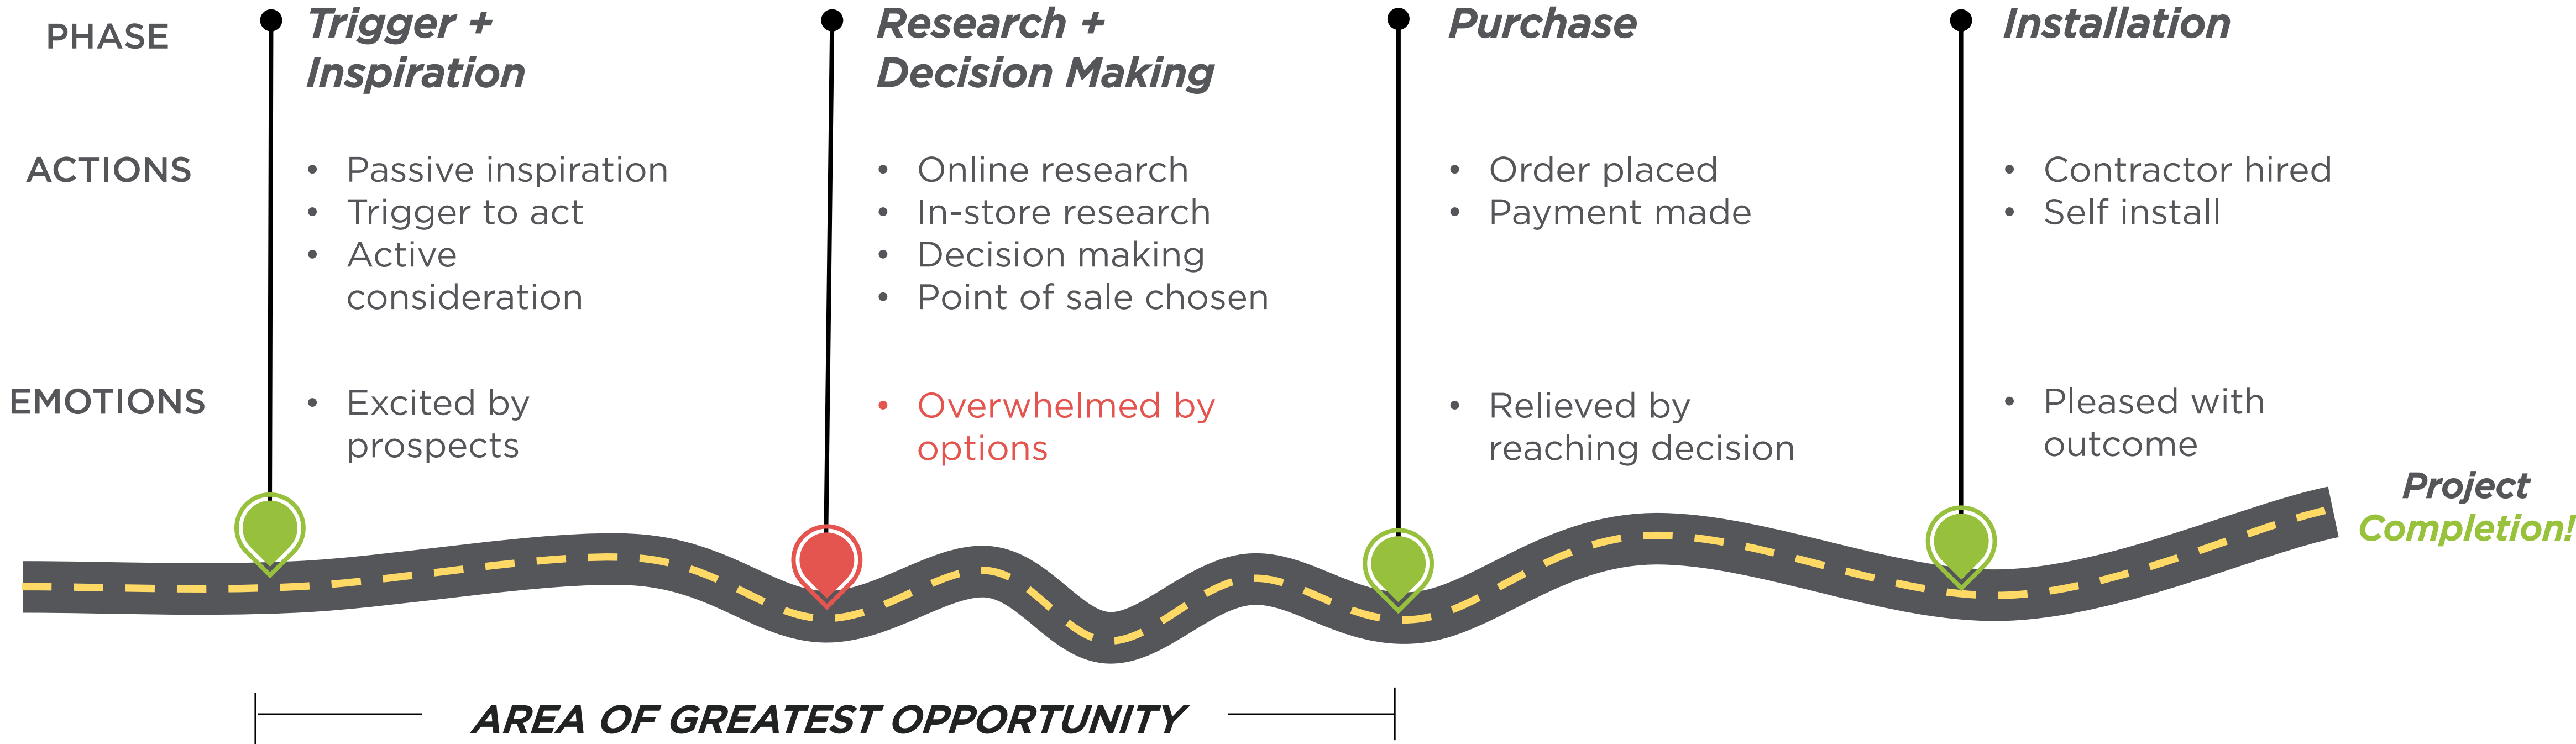 PHASE
Trigger +
Inspiration
Research +
Decision Making
Purchase
Installation
ACTIONS
• Passive inspiration
• Trigger to act
• Active
consideration
• Online research
• In-store research
• Decision making
• Point of sale chosen
• Order placed
• Payment made
• Contractor hired
• Self install
EMOTIONS
• Excited by
prospects
• Overwhelmed by
options
• Relieved by
reaching decision
• Pleased with
outcome
Project
Completion!
AREA OF GREATEST OPPORTUNITY